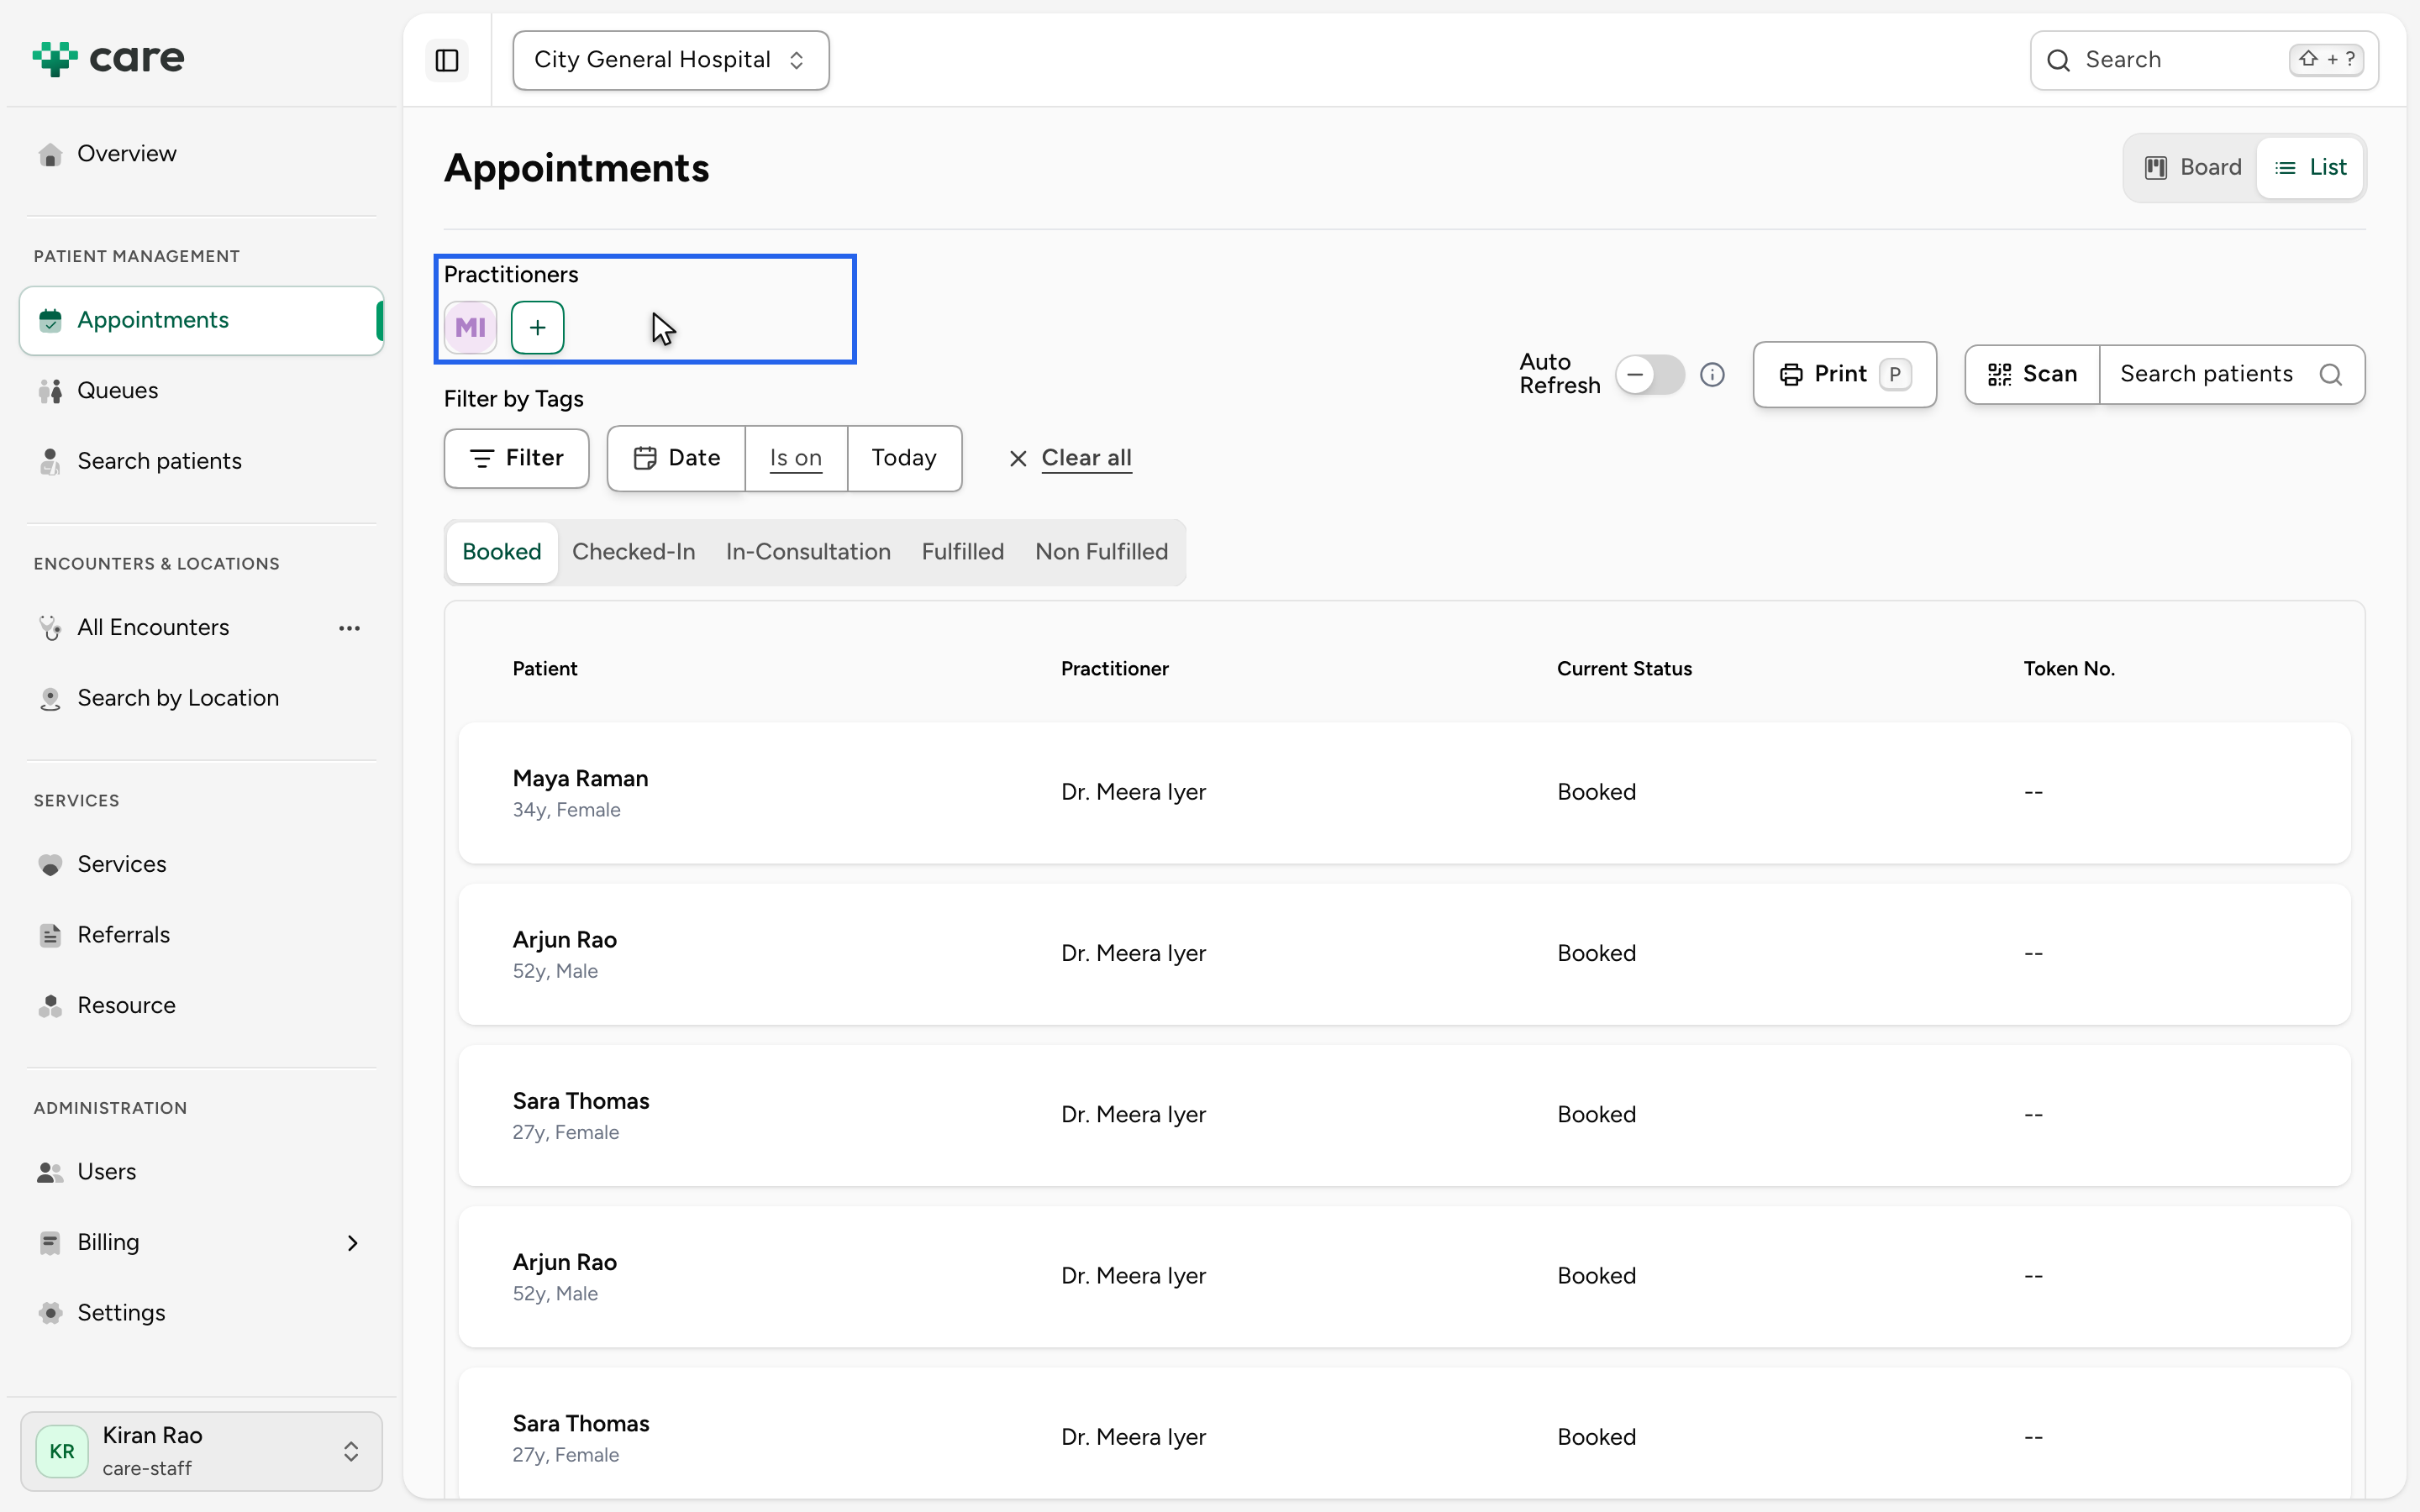 care
City General Hospital
Search
+ ?
Overview
PATIENT MANAGEMENT
Appointments
Queues
Search patients
ENCOUNTERS & LOCATIONS
All Encounters
Search by Location
SERVICES
Services
Referrals
Resource
ADMINISTRATION
Users
Billing
Settings
KR
Kiran Rao
care-staff
Appointments
Board
List
Practitioners
MI
+
Auto
Refresh
Print P
Scan
Search patients
Filter by Tags
Filter
Date
Is on
Today
Clear all
Booked
Checked-In
In-Consultation
Fulfilled
Non Fulfilled
Patient Practitioner Current Status Token No.
Maya Raman
34y, Female
Dr. Meera Iyer
Booked
--
Arjun Rao
52y, Male
Dr. Meera Iyer
Booked
--
Sara Thomas
27y, Female
Dr. Meera Iyer
Booked
--
Arjun Rao
52y, Male
Dr. Meera Iyer
Booked
--
Sara Thomas
27y, Female
Dr. Meera Iyer
Booked
--